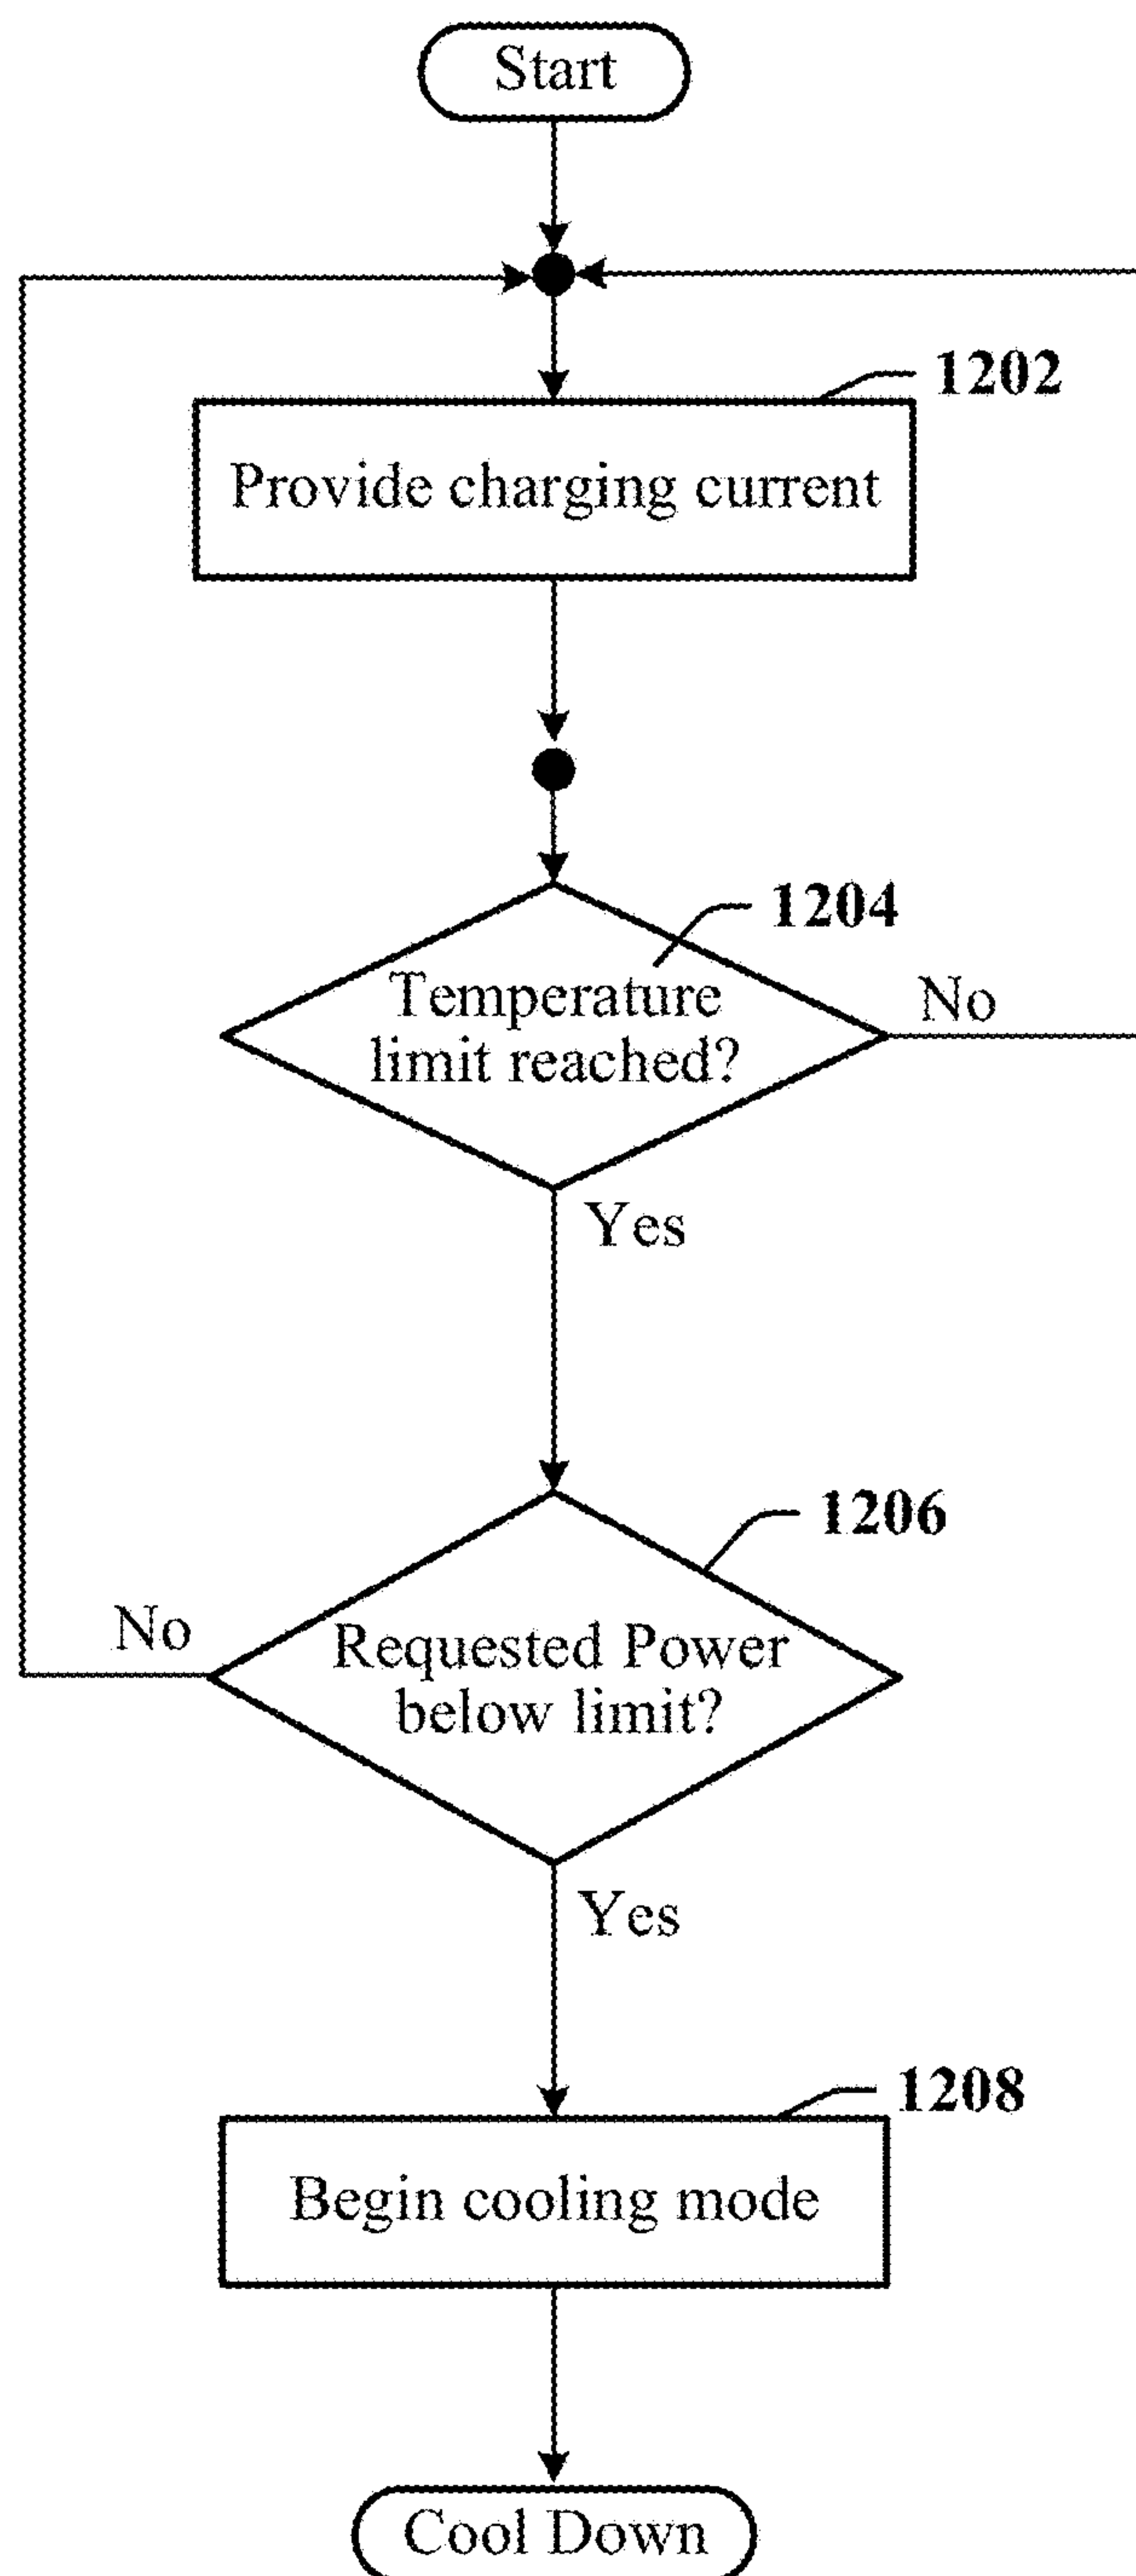 Start
1202
Provide charging current
1204
Temperature
limit reached?
No
Yes
1206
No
Requested Power
below limit?
Yes
1208
Begin cooling mode
Cool Down